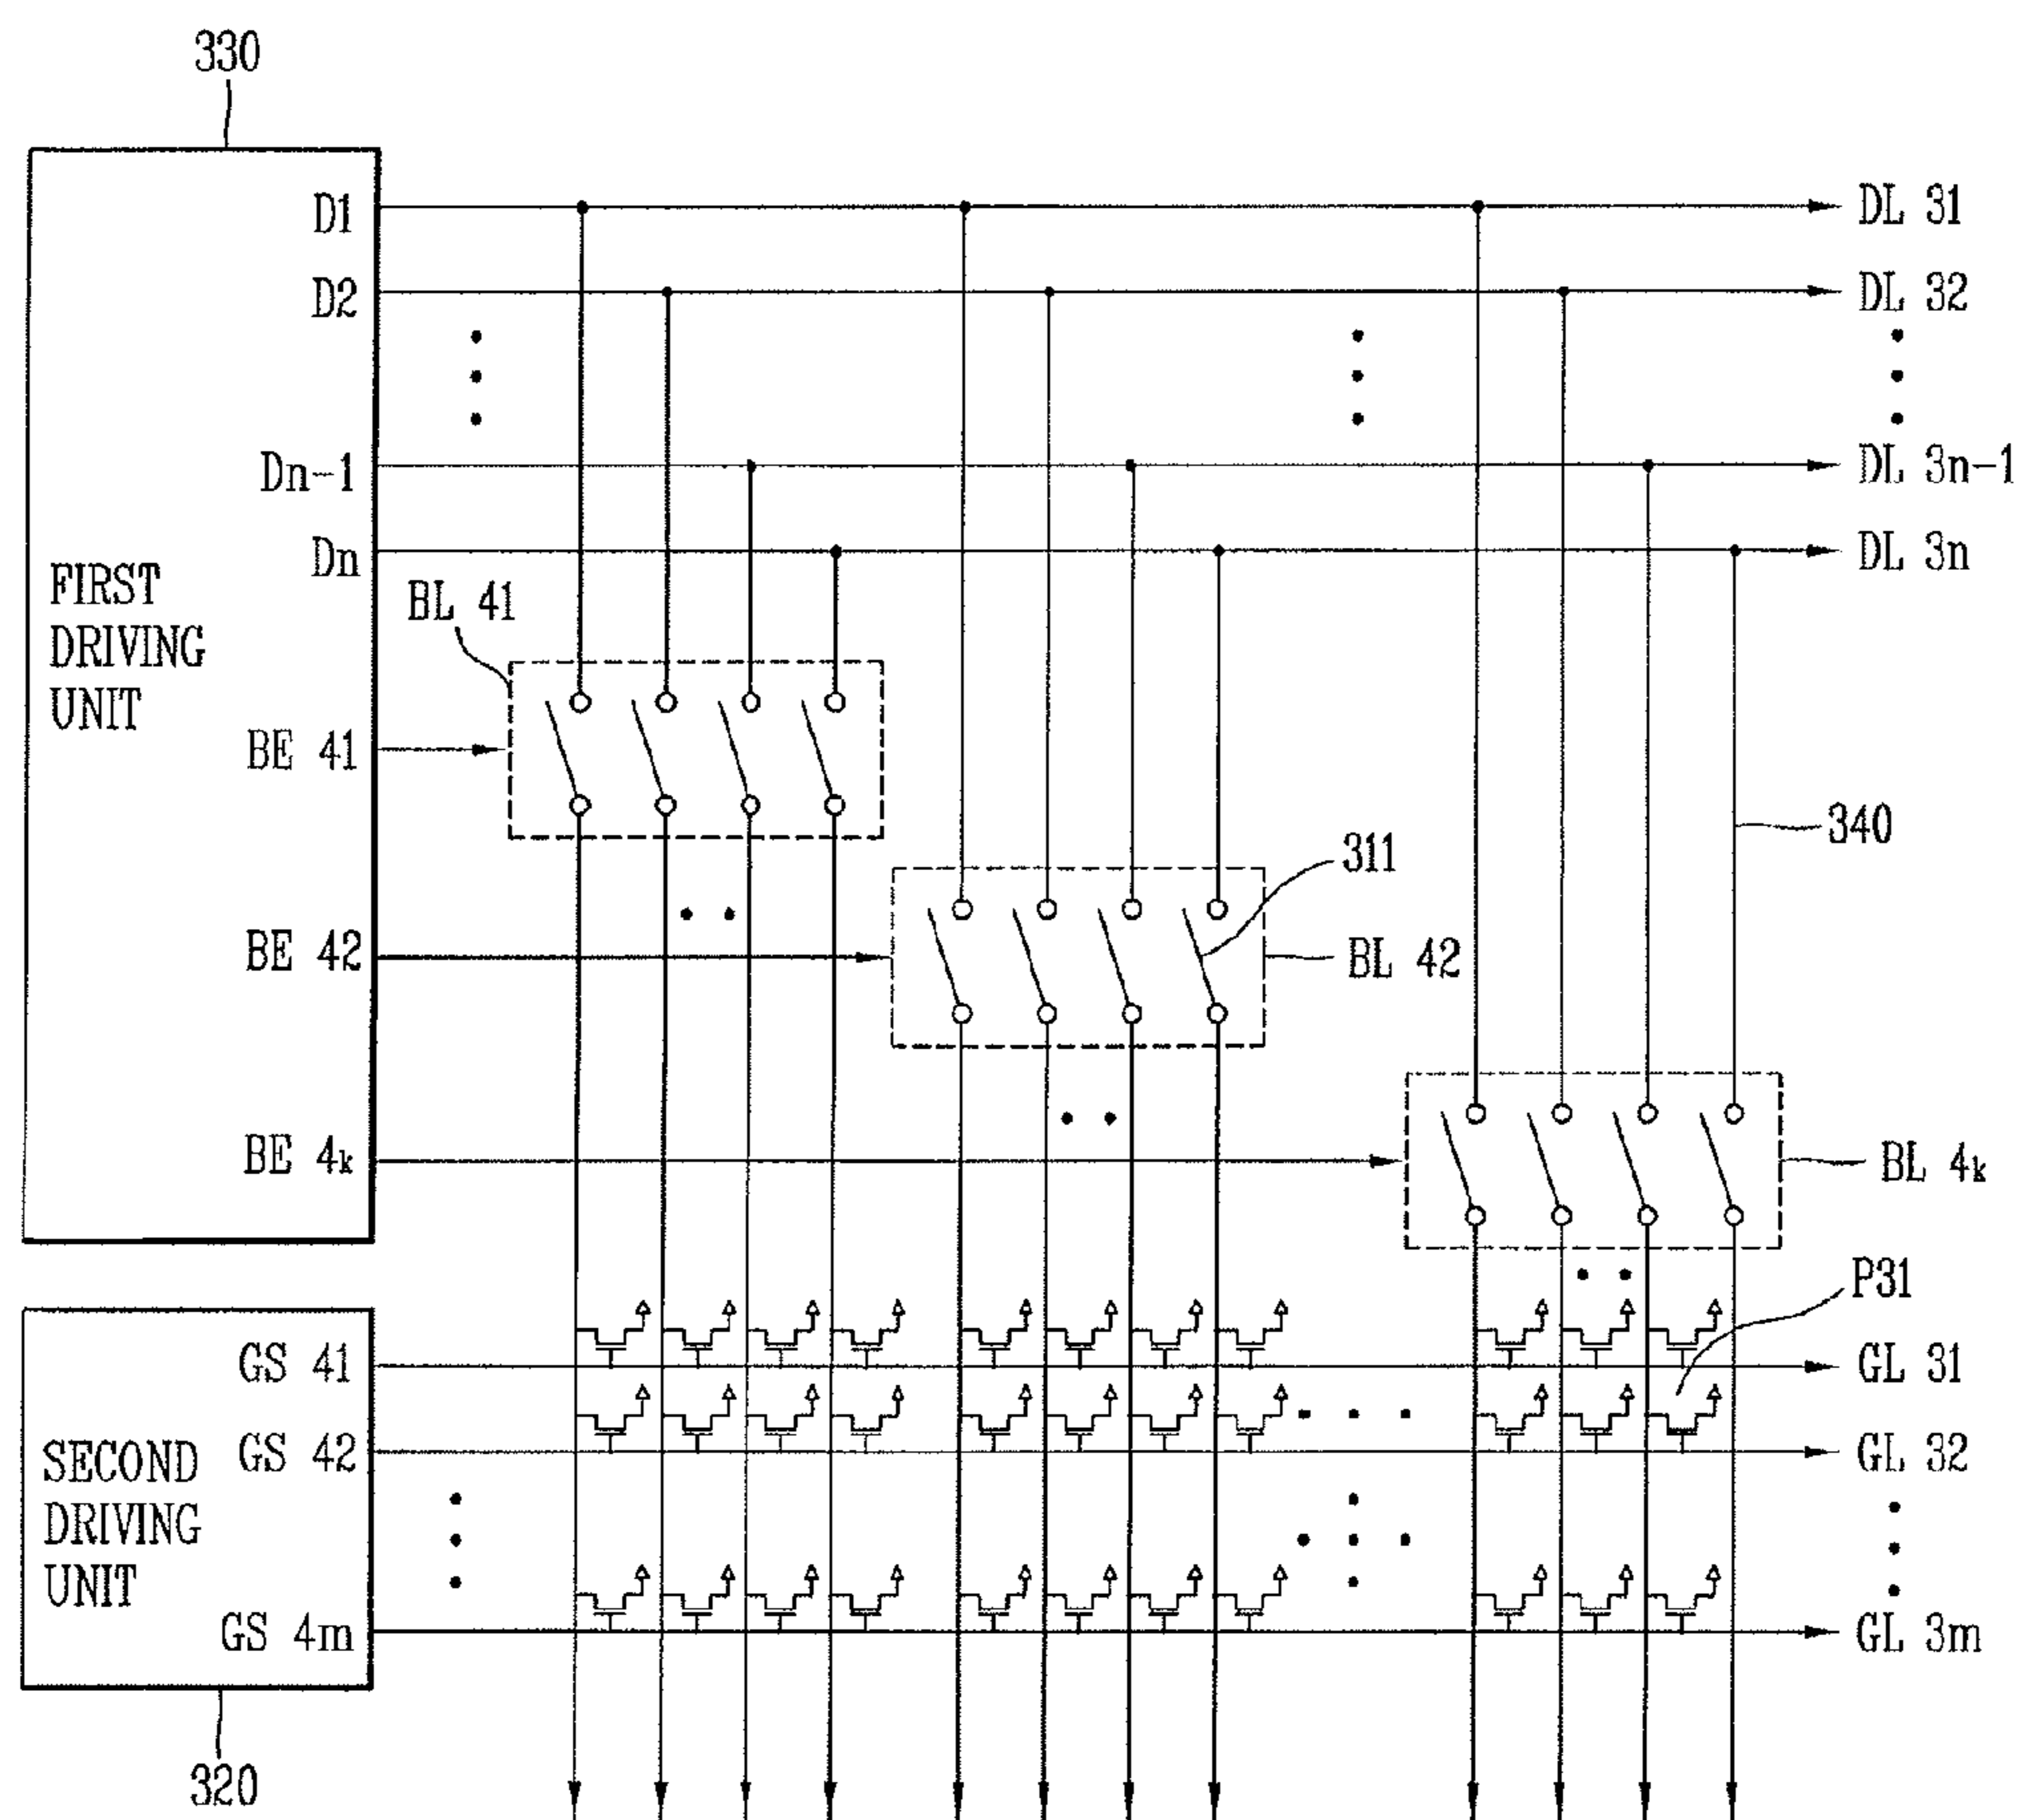 330
D1
DL 31
D2
DL 32
Dn-1
DL 3n-1
Dn
DL 3n
FIRST
DRIVING
UNIT
BL 41
BE 41
340
311
BE 42
BL 42
BE 4k
BL 4k
P31
GS 41
GL 31
SECOND
DRIVING
UNIT
GS 42
GL 32
GS 4m
GL 3m
320